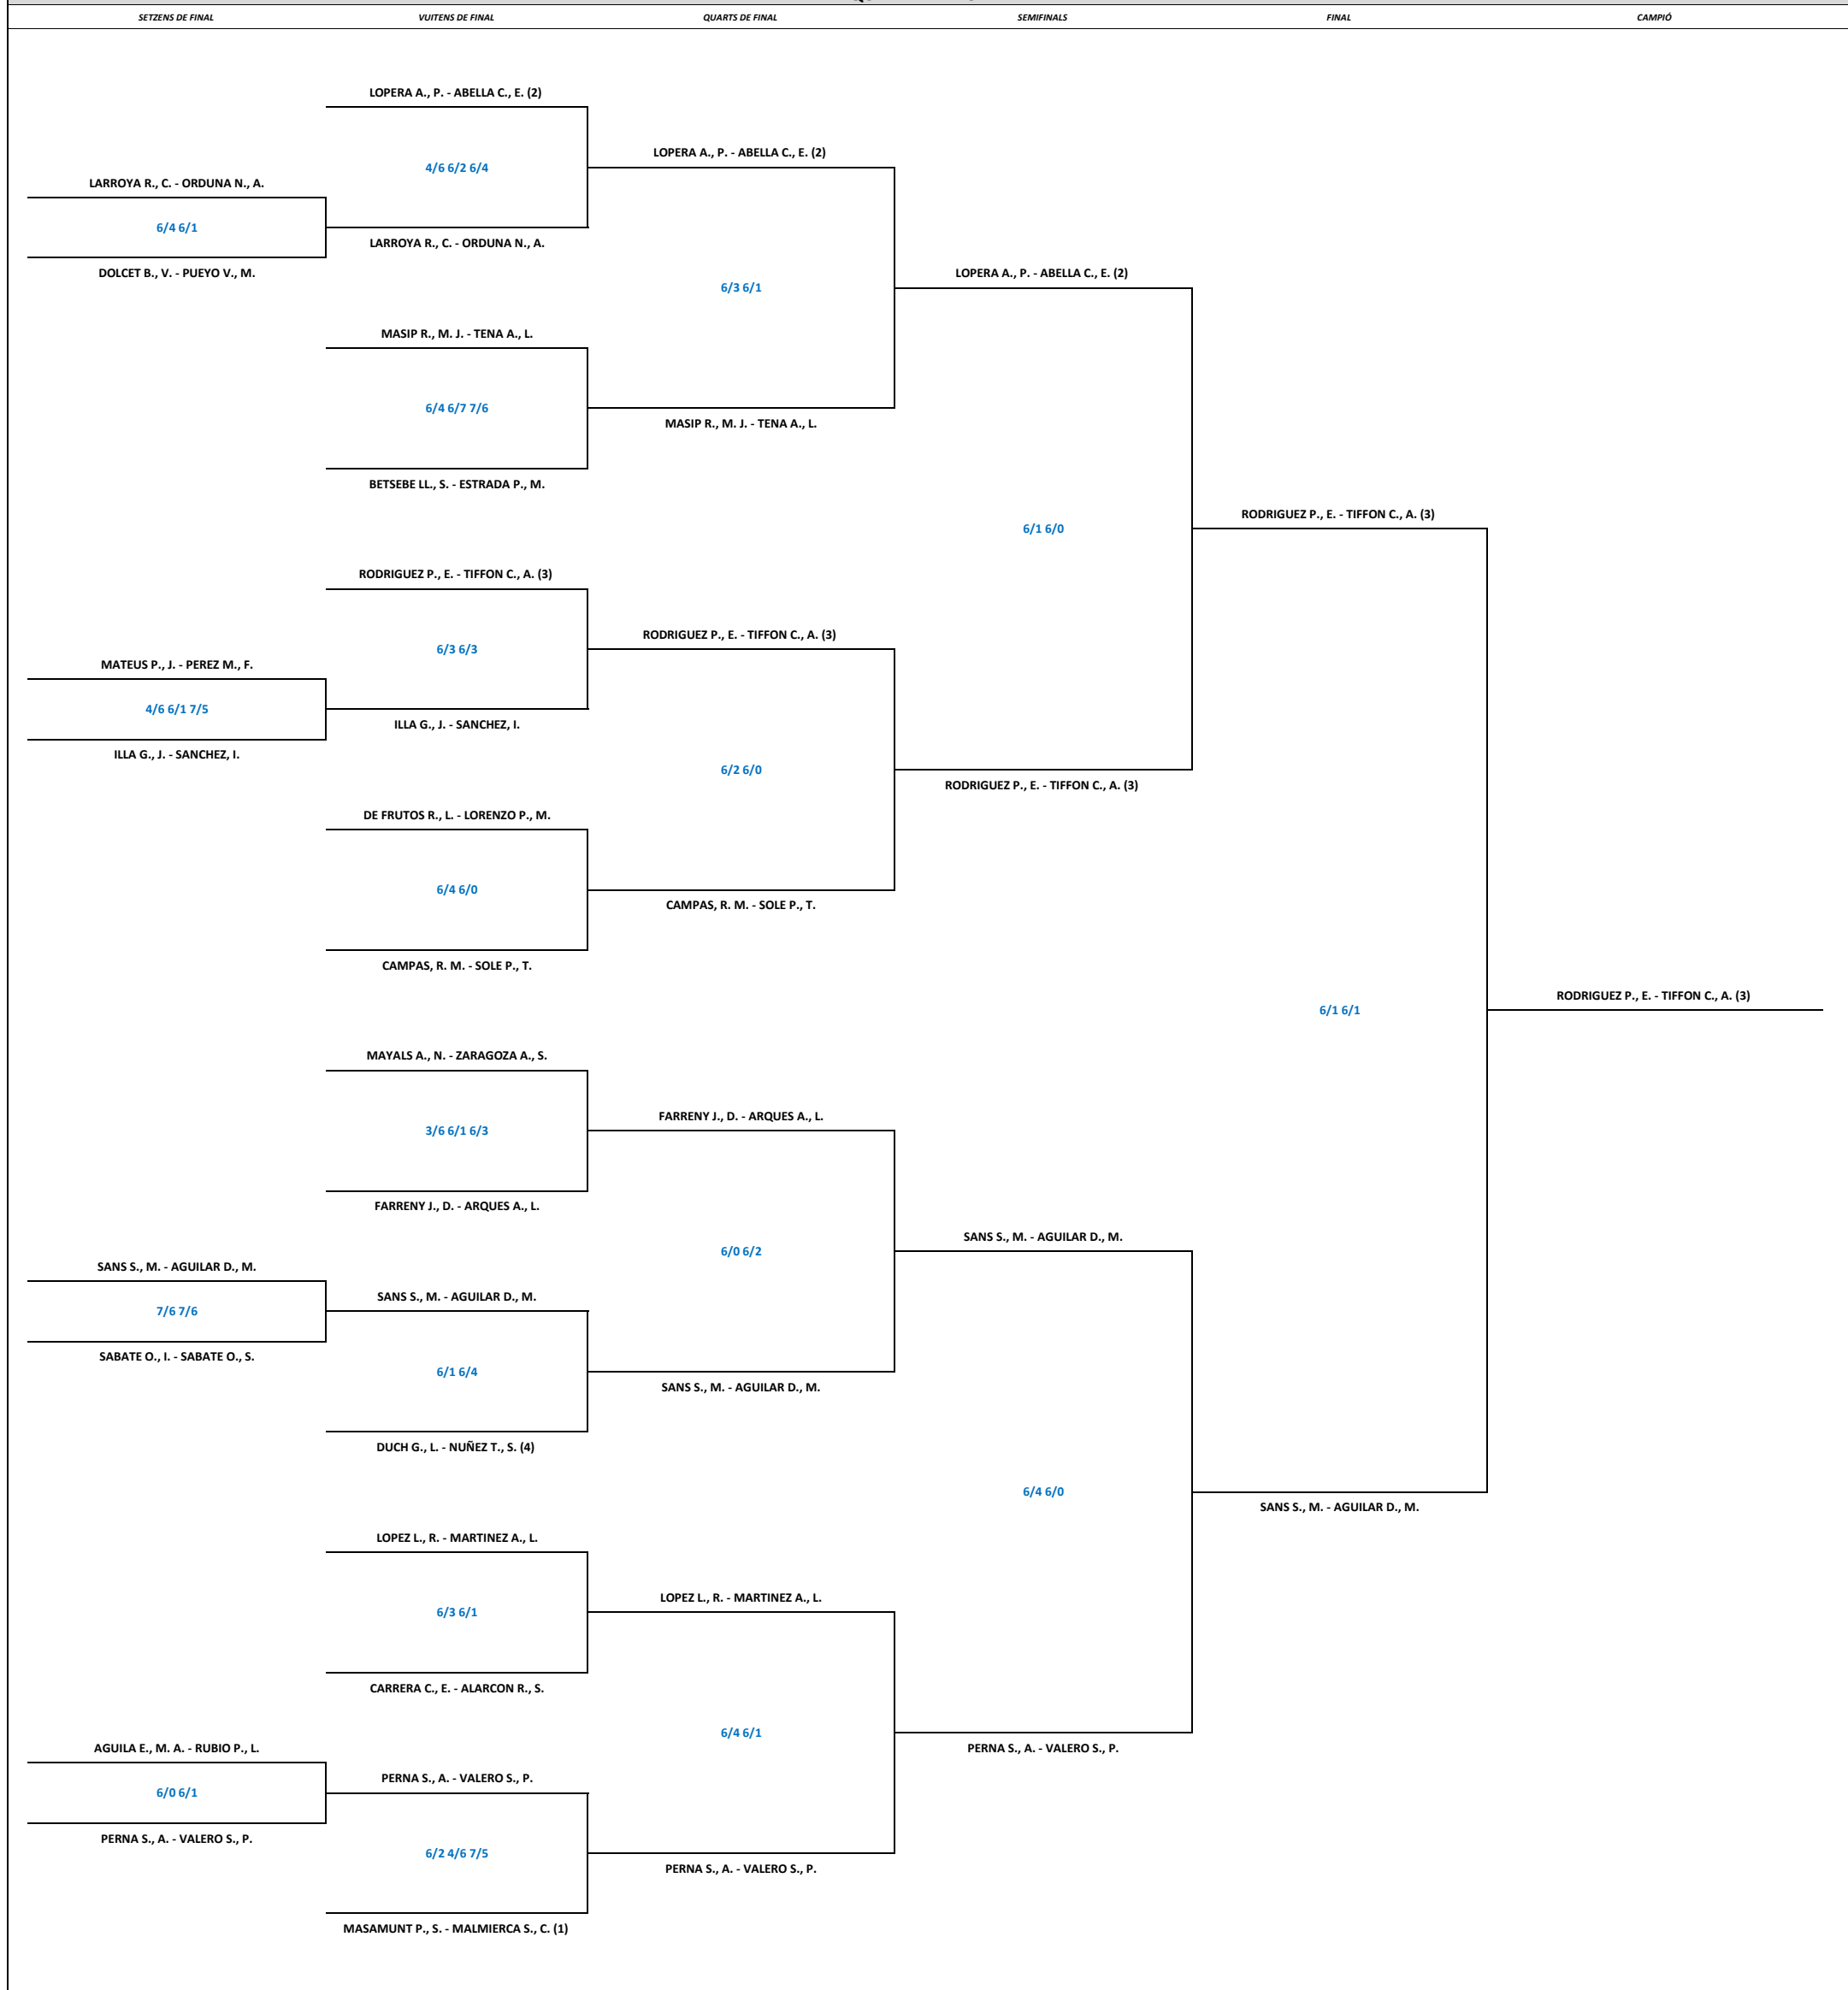 SETZENS DE FINAL VUITENS DE FINAL QUARTS DE FINAL SEMIFINALS FINAL CAMPIÓ
LOPERA A., P. - ABELLA C., E. (2)
LOPERA A., P. - ABELLA C., E. (2)
4/6 6/2 6/4
LARROYA R., C. - ORDUNA N., A.
6/4 6/1
LARROYA R., C. - ORDUNA N., A.
DOLCET B., V. - PUEYO V., M.
LOPERA A., P. - ABELLA C., E. (2)
6/3 6/1
MASIP R., M. J. - TENA A., L.
6/4 6/7 7/6
MASIP R., M. J. - TENA A., L.
BETSEBE LL., S. - ESTRADA P., M.
RODRIGUEZ P., E. - TIFFON C., A. (3)
6/1 6/0
RODRIGUEZ P., E. - TIFFON C., A. (3)
RODRIGUEZ P., E. - TIFFON C., A. (3)
6/3 6/3
MATEUS P., J. - PEREZ M., F.
4/6 6/1 7/5
ILLA G., J. - SANCHEZ, I.
ILLA G., J. - SANCHEZ, I.
6/2 6/0
RODRIGUEZ P., E. - TIFFON C., A. (3)
DE FRUTOS R., L. - LORENZO P., M.
6/4 6/0
CAMPAS, R. M. - SOLE P., T.
CAMPAS, R. M. - SOLE P., T.
RODRIGUEZ P., E. - TIFFON C., A. (3)
6/1 6/1
MAYALS A., N. - ZARAGOZA A., S.
FARRENY J., D. - ARQUES A., L.
3/6 6/1 6/3
FARRENY J., D. - ARQUES A., L.
SANS S., M. - AGUILAR D., M.
6/0 6/2
SANS S., M. - AGUILAR D., M.
SANS S., M. - AGUILAR D., M.
7/6 7/6
SABATE O., I. - SABATE O., S.
6/1 6/4
SANS S., M. - AGUILAR D., M.
DUCH G., L. - NUÑEZ T., S. (4)
6/4 6/0
SANS S., M. - AGUILAR D., M.
LOPEZ L., R. - MARTINEZ A., L.
LOPEZ L., R. - MARTINEZ A., L.
6/3 6/1
CARRERA C., E. - ALARCON R., S.
6/4 6/1
AGUILA E., M. A. - RUBIO P., L.
PERNA S., A. - VALERO S., P.
PERNA S., A. - VALERO S., P.
6/0 6/1
PERNA S., A. - VALERO S., P.
6/2 4/6 7/5
PERNA S., A. - VALERO S., P.
MASAMUNT P., S. - MALMIERCA S., C. (1)